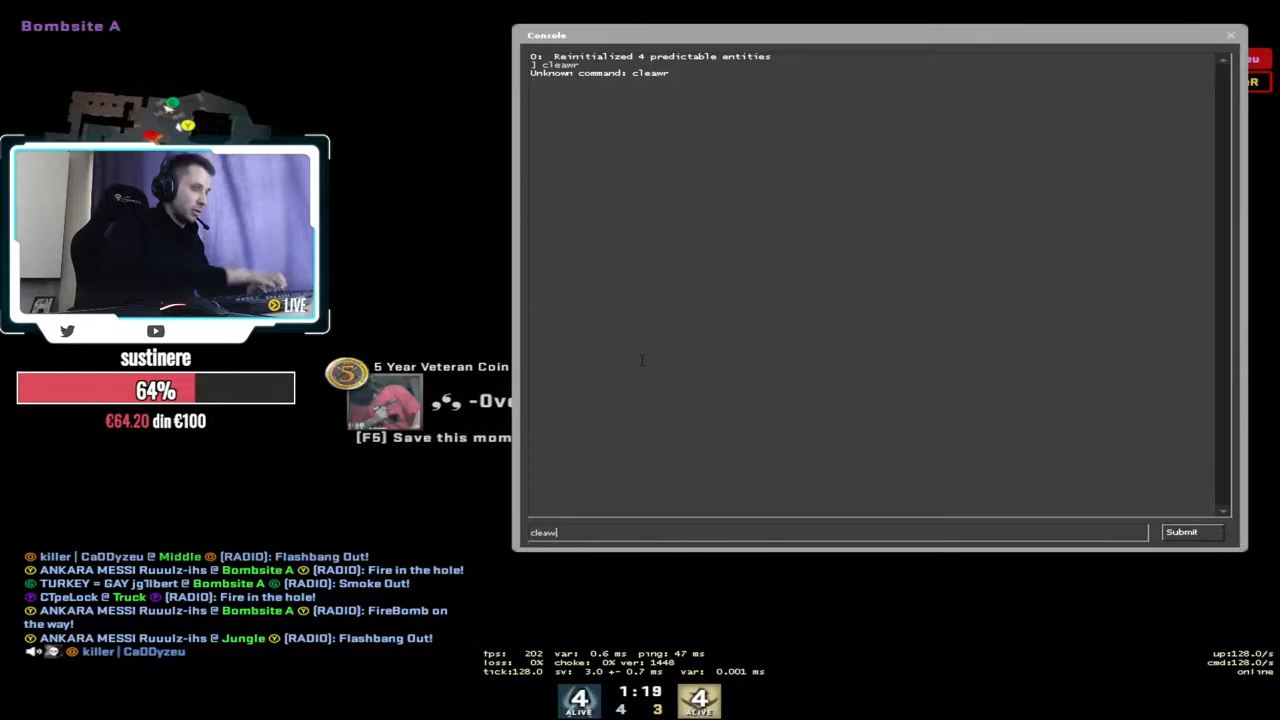 Bombsite A
Console
0: Reinitialized 4 predictable entities
] cleawr
Unknown command: cleawr
eu
eR
LIVE
sustinere
64%
€64.20 din €100
5
5 Year Veteran Coin
-Ove
[F5] Save this mom
cleaw
Submit
killer | CaDDyzeu @ Middle (RADIO): Flashbang Out!
ANKARA MESSI Ruuulz-ihs @ Bombsite A (RADIO): Fire in the hole!
TURKEY = GAY jg1lbert @ Bombsite A (RADIO): Smoke Out!
CTpeLock @ Truck (RADIO): Fire in the hole!
ANKARA MESSI Ruuulz-ihs @ Bombsite A (RADIO): FireBomb on
the way!
ANKARA MESSI Ruuulz-ihs @ Jungle (RADIO): Flashbang Out!
killer | CaDDyzeu
fps: 202 var: 0.6 ms ping: 47 ms
loss: 0% choke: 0% ver: 1448
tick:128.0 sv: 3.0 +- 0.7 ms var: 0.001 ms
up:128.0/s
cmd:128.0/s
online
4 ALIVE
1:19
4 3
4 ALIVE